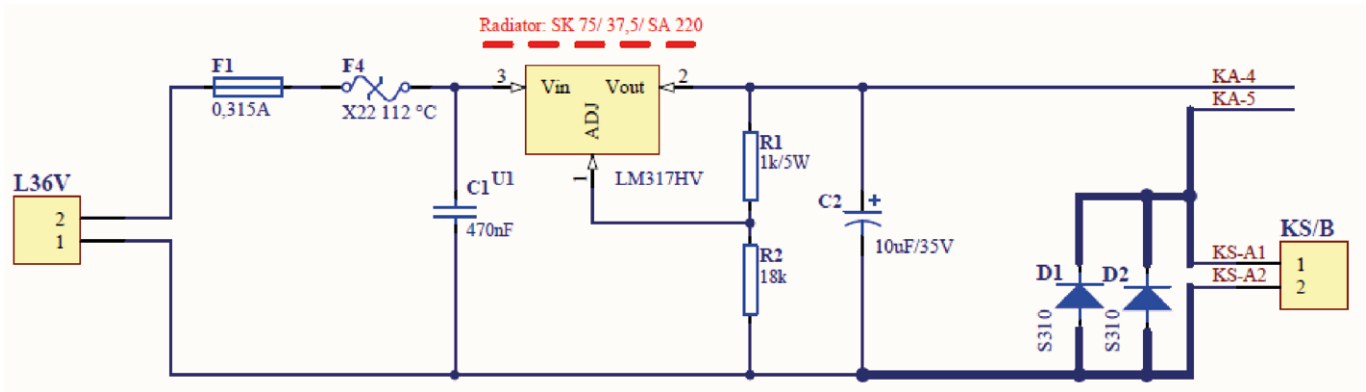 Radiator: SK 75/ 37,5/ SA 220
F1
0,315A
F4
X22 112 °C
3
Vin
Vout
ADJ
2
1
LM317HV
U1
C1
470nF
R1
1k/5W
R2
18k
C2
+
10uF/35V
KA-4
KA-5
L36V
2
1
D1
S310
D2
S310
KS-A1
KS-A2
KS/B
1
2